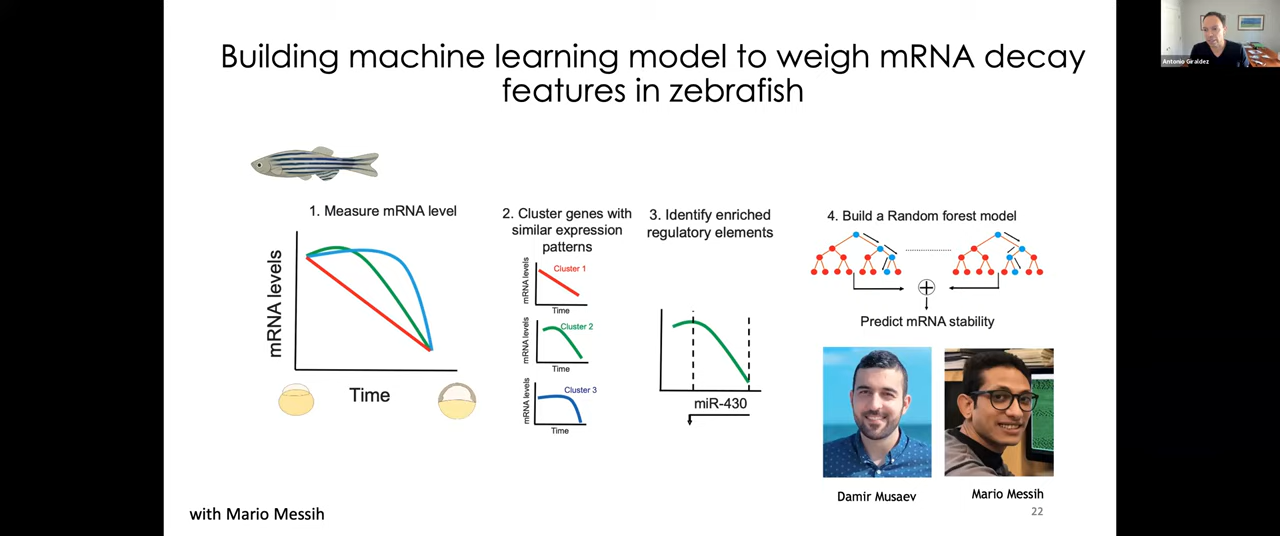 Building machine learning model to weigh mRNA decay
features in zebrafish
Antonio Giraldez
1. Measure mRNA level
mRNA levels
Time
2. Cluster genes with
similar expression
patterns
mRNA levels
Cluster 1
Time
mRNA levels
Cluster 2
Time
mRNA levels
Cluster 3
Time
3. Identify enriched
regulatory elements
miR-430
4. Build a Random forest model
Predict mRNA stability
Damir Musaev
Mario Messih
with Mario Messih
22